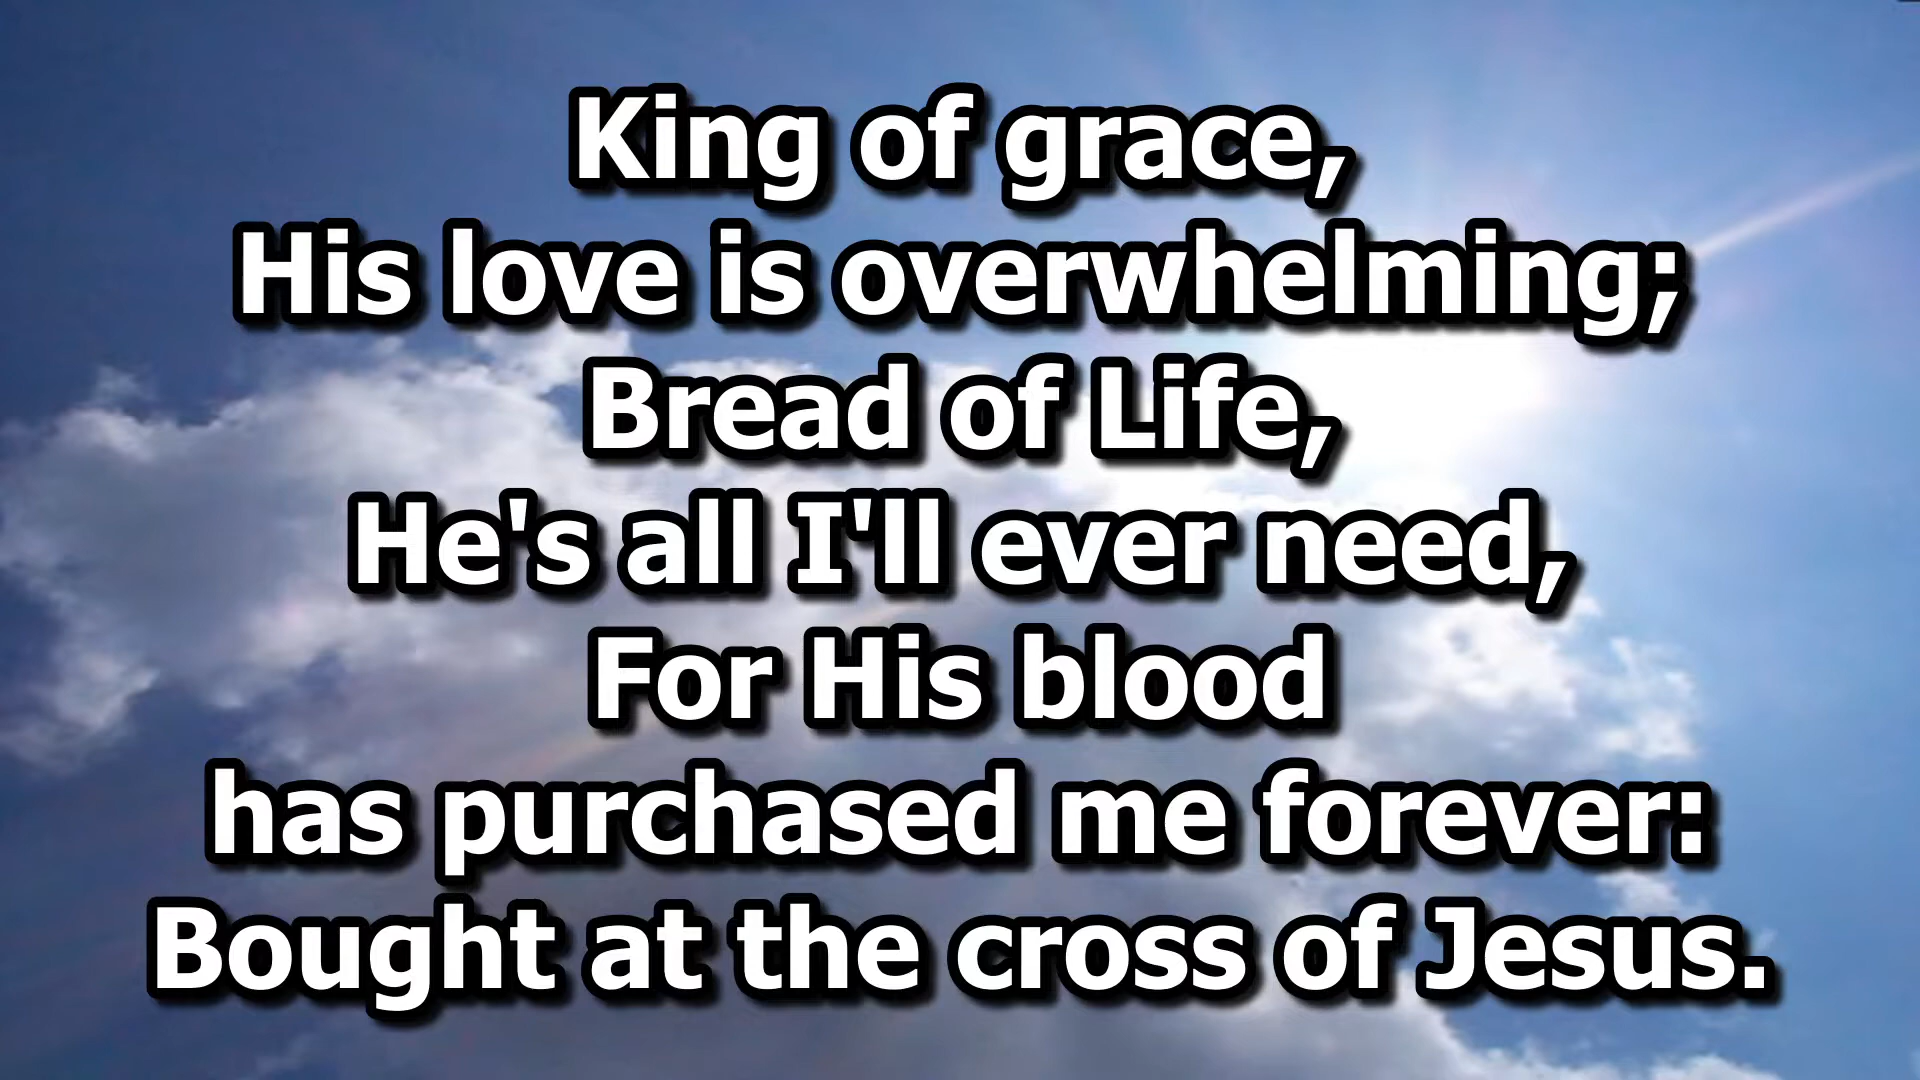 King of grace,
His love is overwhelming;
Bread of Life,
He's all I'll ever need,
For His blood
has purchased me forever:
Bought at the cross of Jesus.